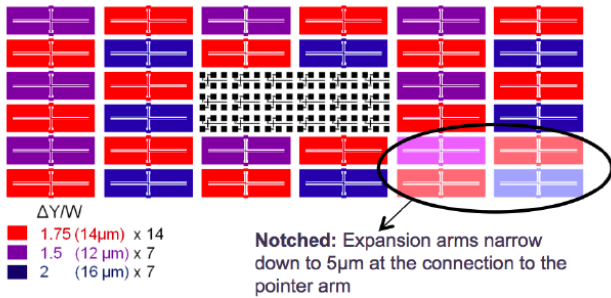 ΔY/W
1.75 (14µm) x 14
1.5 (12 µm) x 7
2 (16 µm) x 7
Notched: Expansion arms narrow
down to 5µm at the connection to the
pointer arm